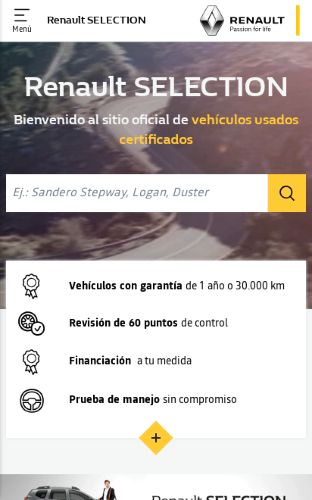 Menú
Renault SELECTION
RENAULT
Passion for life
Renault SELECTION
Bienvenido al sitio oficial de vehículos usados
certificados
Ej.: Sandero Stepway, Logan, Duster
Vehículos con garantía de 1 año o 30.000 km
Revisión de 60 puntos de control
Financiación a tu medida
Prueba de manejo sin compromiso
+
Renault SELECTION